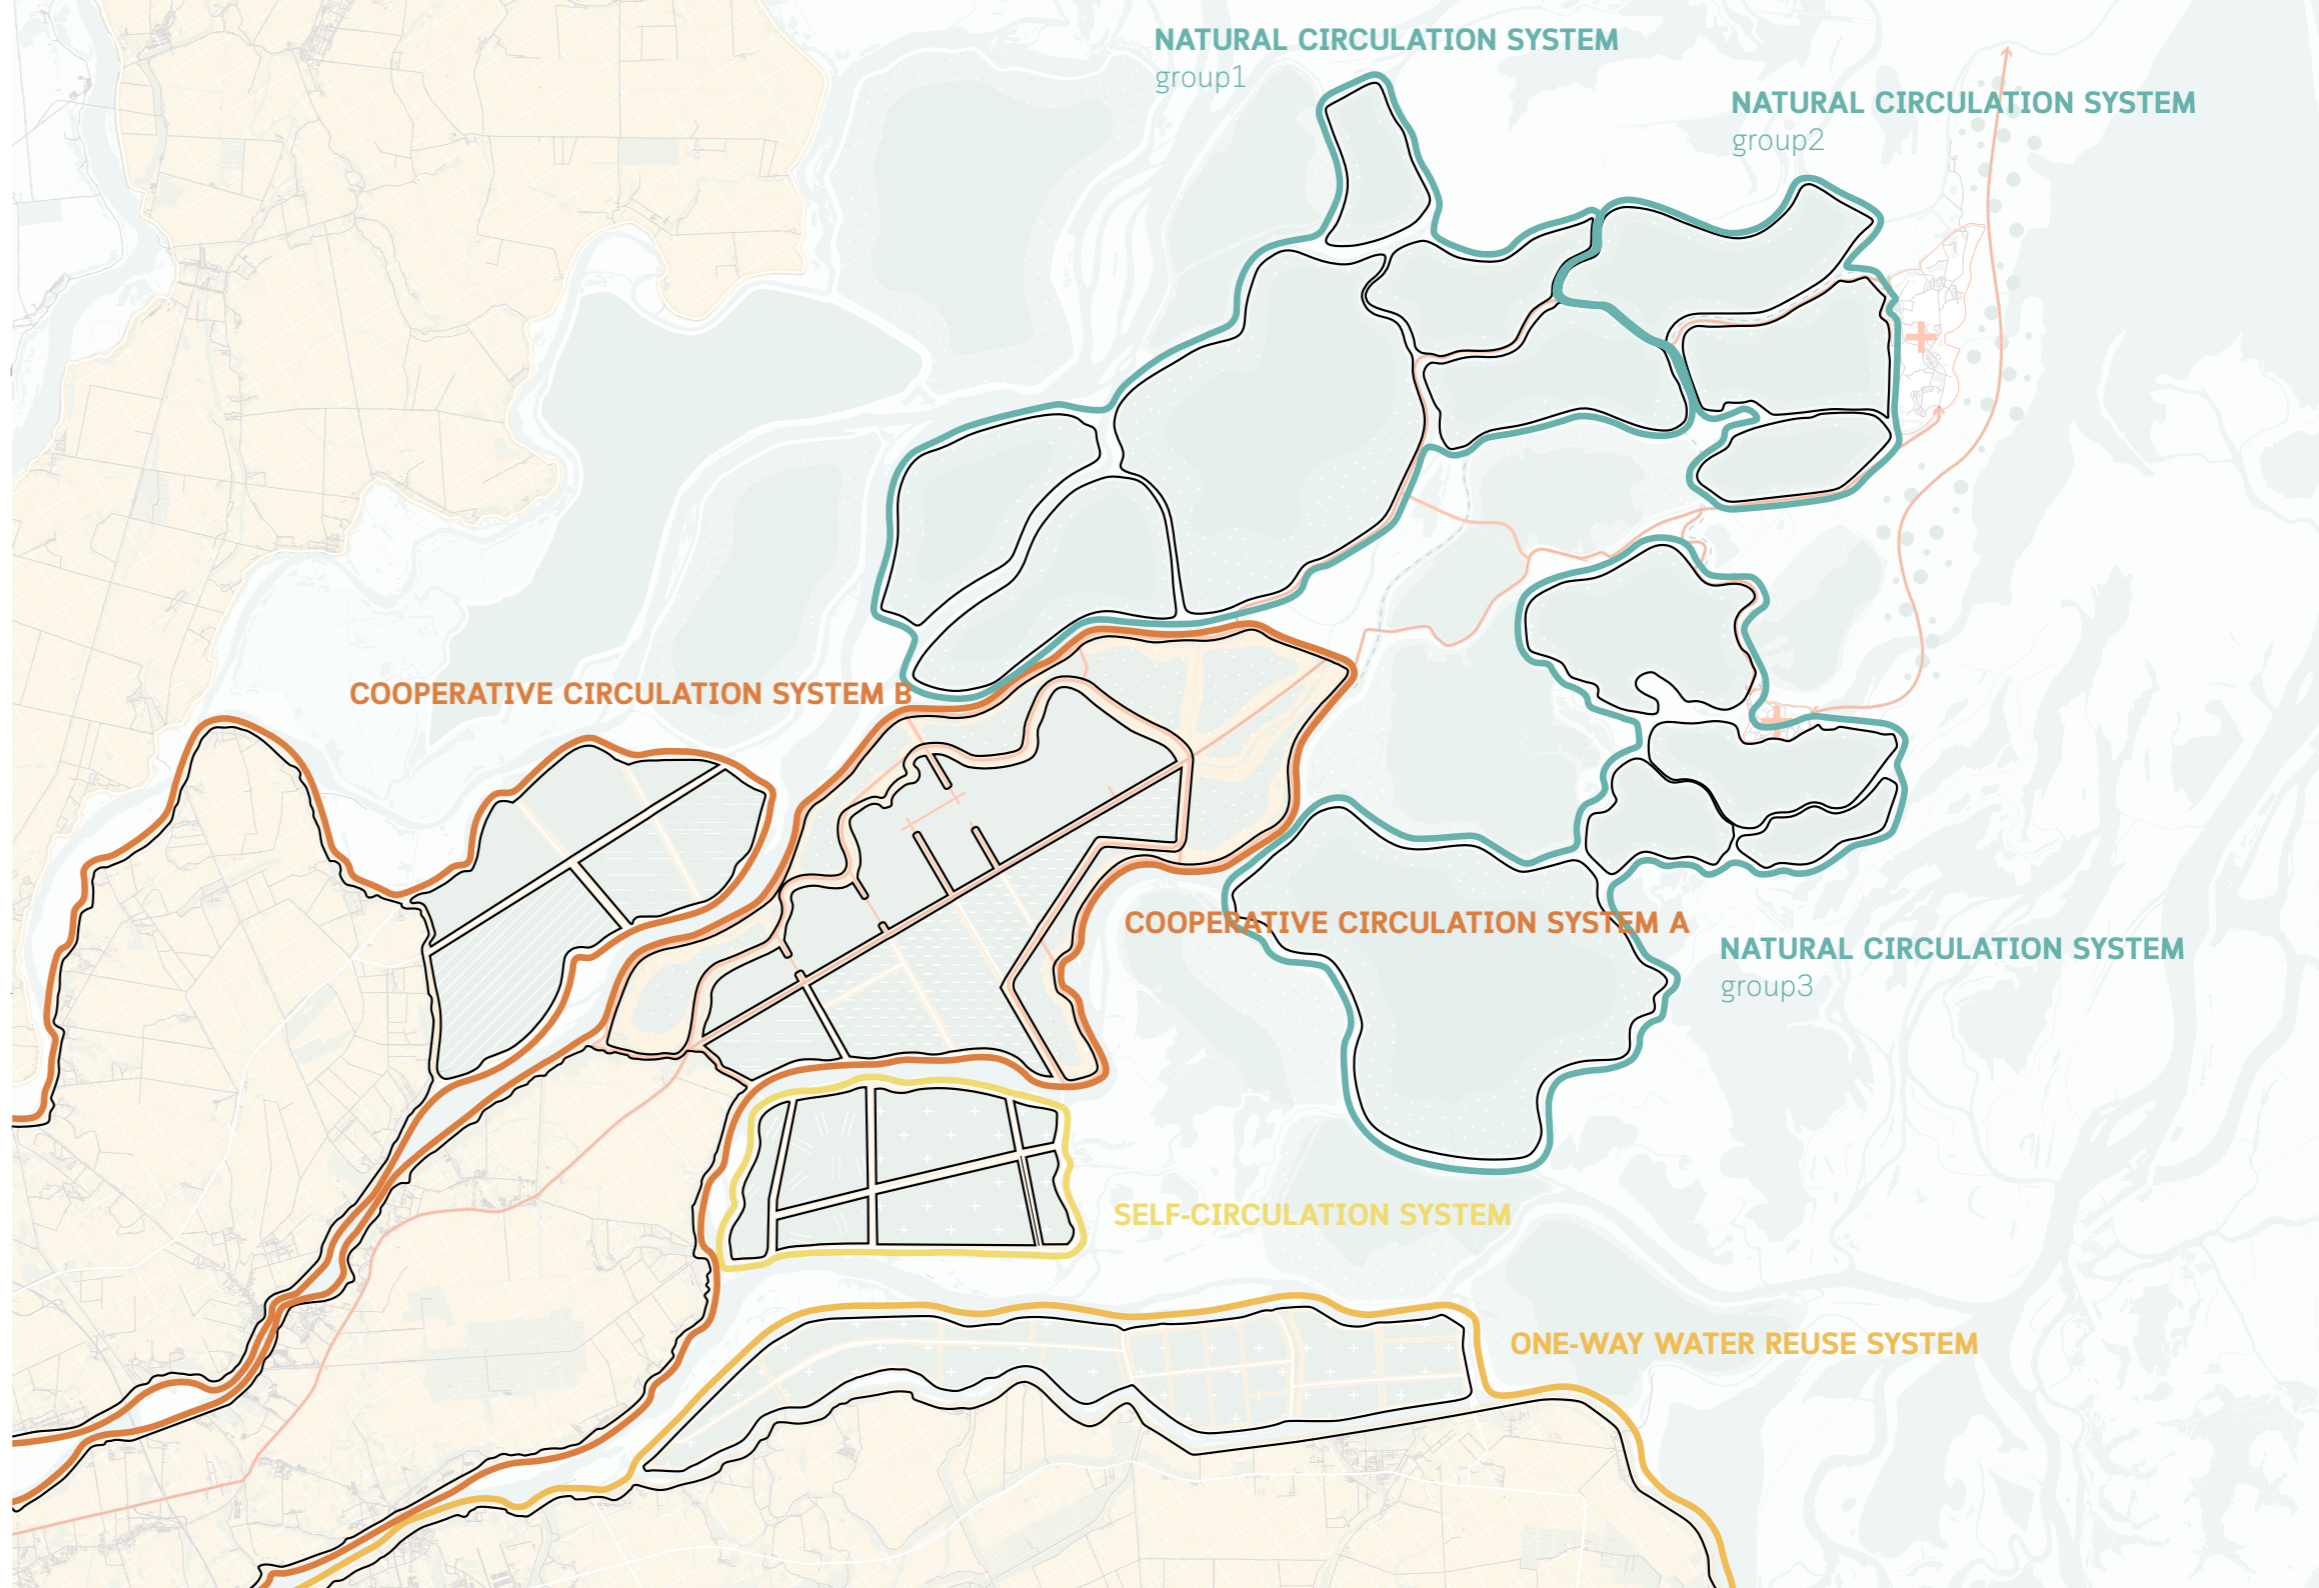 NATURAL CIRCULATION SYSTEM
group1
NATURAL CIRCULATION SYSTEM
group2
COOPERATIVE CIRCULATION SYSTEM B
COOPERATIVE CIRCULATION SYSTEM A
NATURAL CIRCULATION SYSTEM
group3
SELF-CIRCULATION SYSTEM
ONE-WAY WATER REUSE SYSTEM